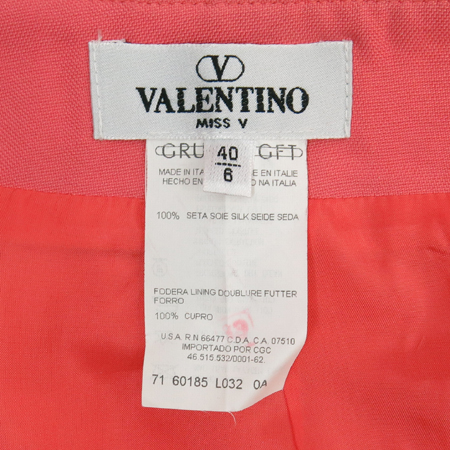 V
VALENTINO
MISS V
GRU 40 GFT
6
MADE IN ITA E EN ITALIE
HECHO EN O NA ITALIA
100% SETA SOIE SILK SEIDE SEDA
FODERA LINING DOUBLURE FUTTER
FORRO
100% CUPRO
U.S.A. R.N 66477 C.D.A. C.A. 07510
IMPORTADO POR CGC
46.515.532/0001-62.
71 60185 L032 0A